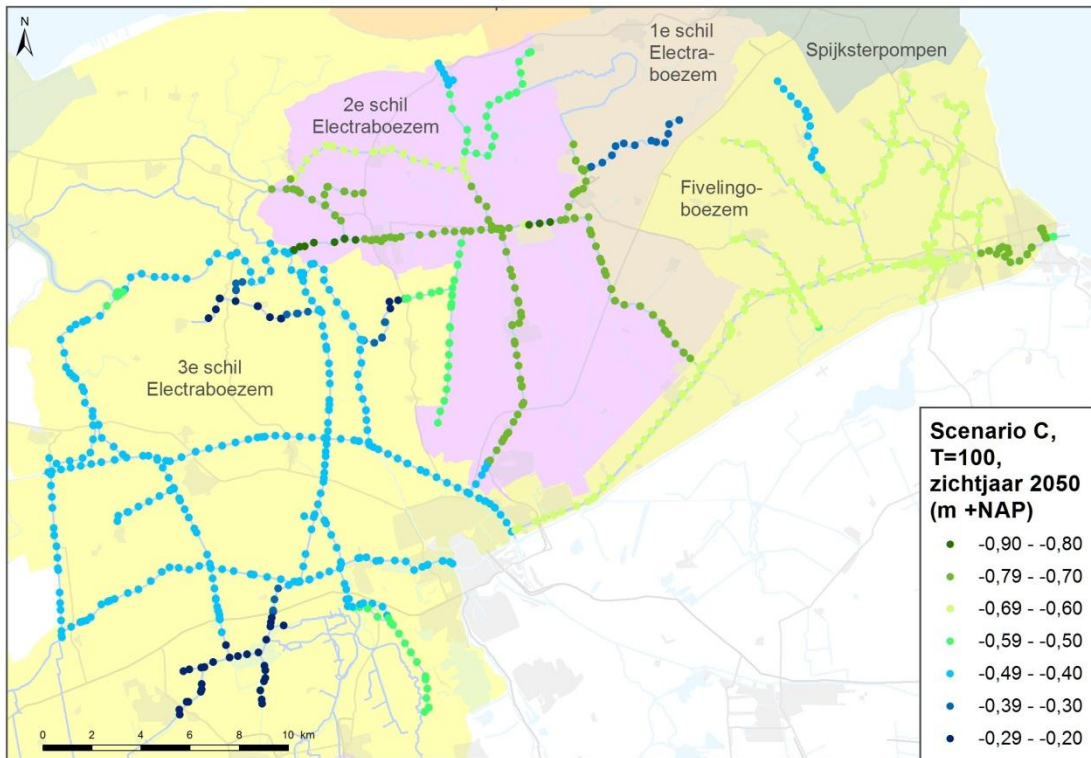 N
1e schil
Electra-
boezem
Spijksterpompen
2e schil
Electraboezem
Fivelingo-
boezem
3e schil
Electraboezem
Scenario C,
T=100,
zichtjaar 2050
(m +NAP)
-0,90 - -0,80
-0,79 - -0,70
-0,69 - -0,60
-0,59 - -0,50
-0,49 - -0,40
-0,39 - -0,30
-0,29 - -0,20
0 2 4 6 8 10 km